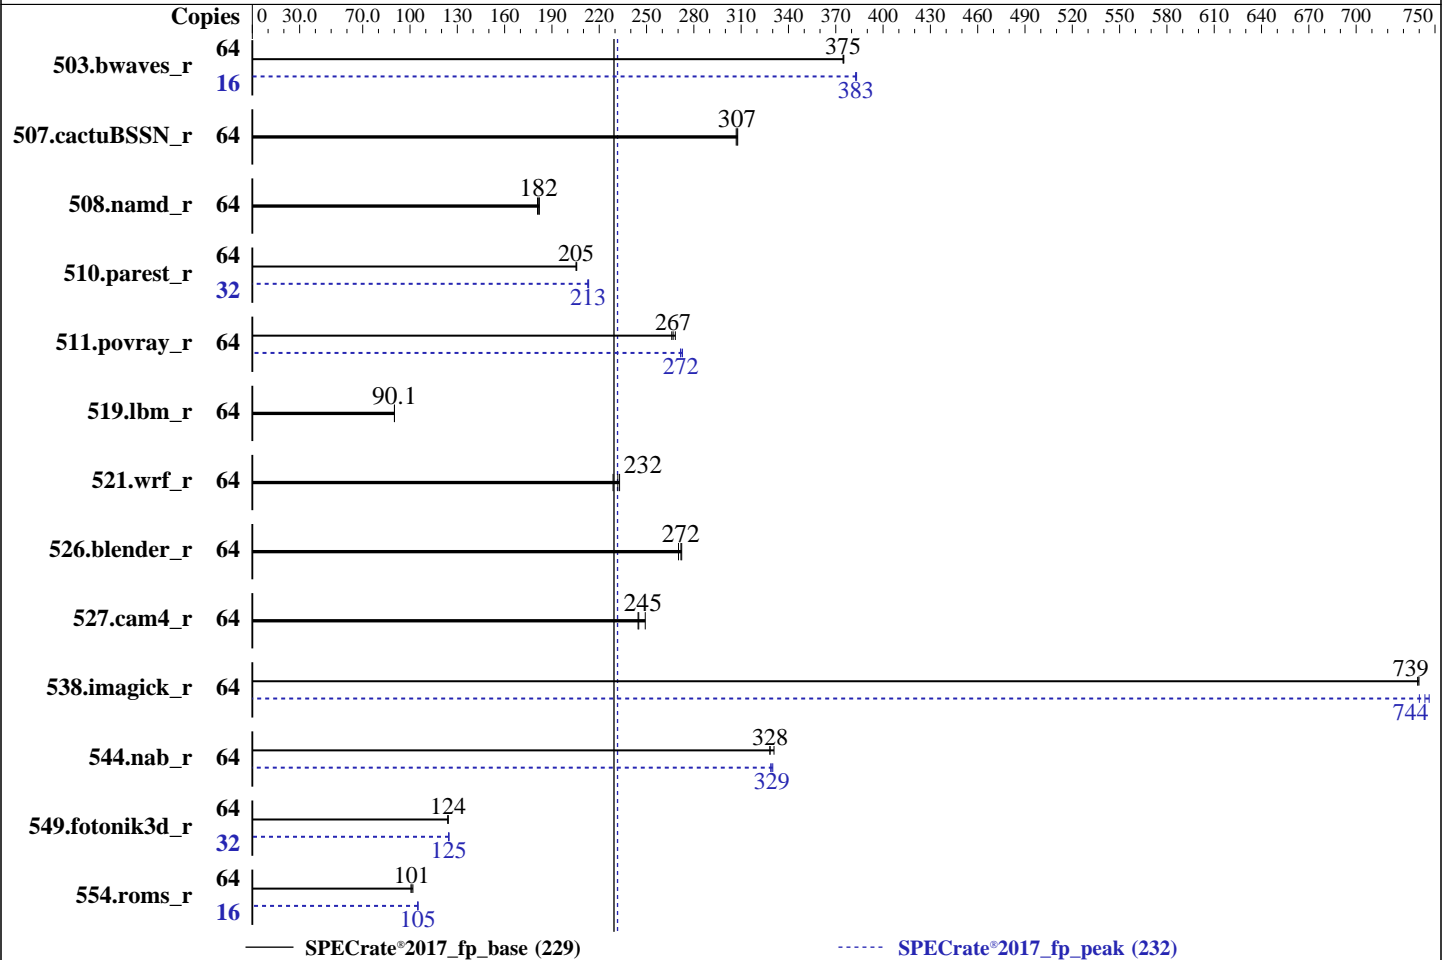 Copies 0 30.0 70.0 100 130 160 190 220 250 280 310 340 370 400 430 460 490 520 550 580 610 640 670 700 750
503.bwaves_r 64 375
16 383
507.cactuBSSN_r 64 307
508.namd_r 64 182
510.parest_r 64 205
32 213
511.povray_r 64 267
272
519.lbm_r 64 90.1
521.wrf_r 64 232
526.blender_r 64 272
527.cam4_r 64 245
538.imagick_r 64 739
744
544.nab_r 64 328
329
549.fotonik3d_r 64 124
32 125
554.roms_r 64 101
16 105
SPECrate®2017_fp_base (229) SPECrate®2017_fp_peak (232)